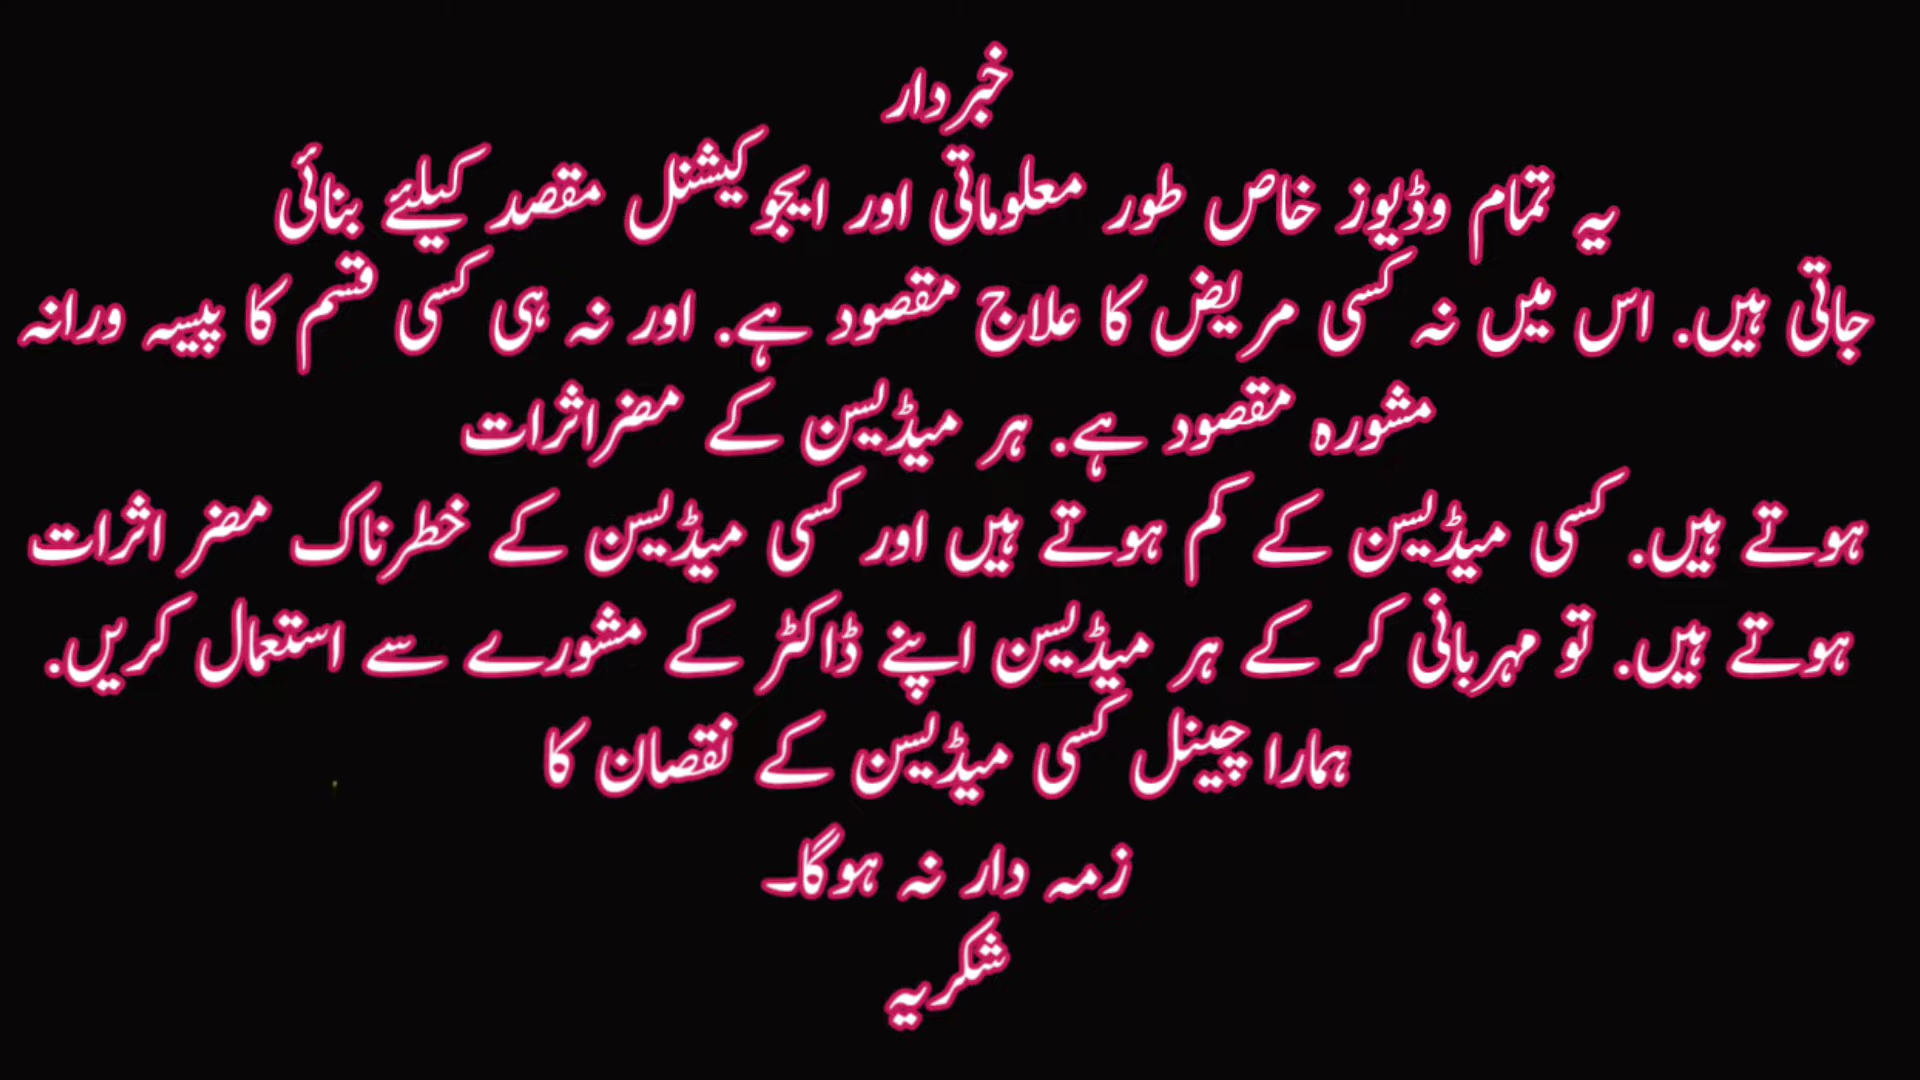 خبردار
یہ تمام وڈیوز خاص طور معلوماتی اور ایجوکیشنل مقصد کیلئے بنائی
جاتی ہیں. اس میں نہ کسی مریض کا علاج مقصود ہے. اور نہ ہی کسی قسم کا پیسہ ورانہ
مشورہ مقصود ہے. ہر میڈیسن کے مضراثرات
ہوتے ہیں. کسی میڈیسن کے کم ہوتے ہیں اور کسی میڈیسن کے خطرناک مضر اثرات
ہوتے ہیں. تو مہربانی کر کے ہر میڈیسن اپنے ڈاکٹر کے مشورے سے استعمال کریں.
ہمارا چینل کسی میڈیسن کے نقصان کا
زمہ دار نہ ہوگا۔
شکریہ